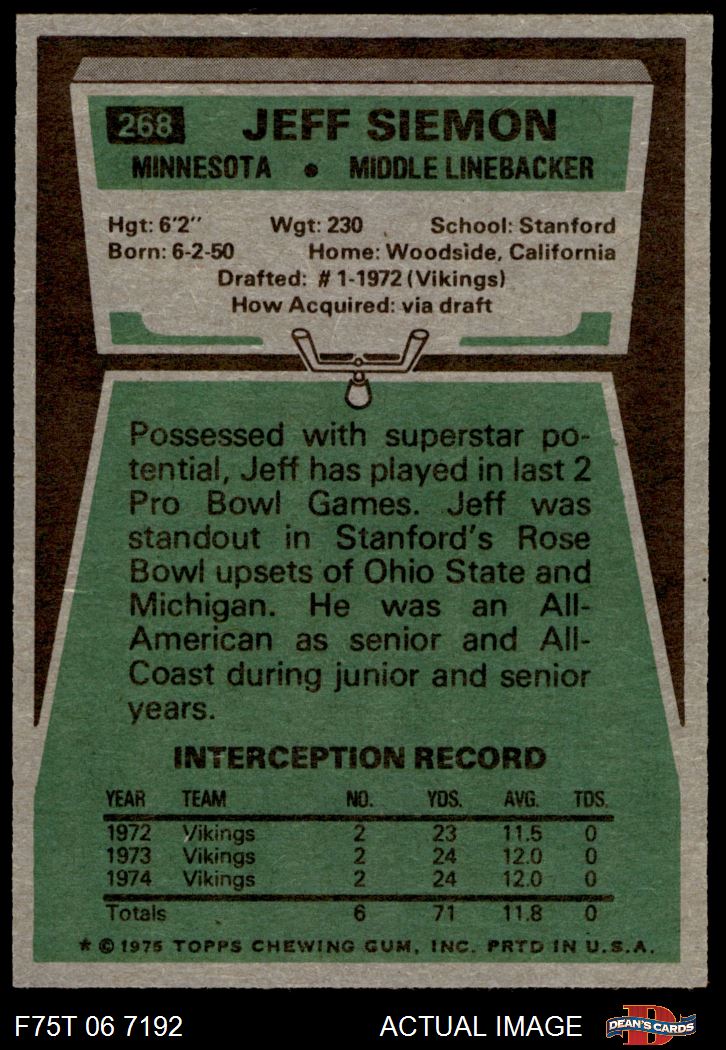 268 JEFF SIEMON
MINNESOTA • MIDDLE LINEBACKER
Hgt: 6'2" Wgt: 230 School: Stanford
Born: 6-2-50 Home: Woodside, California
Drafted: # 1-1972 (Vikings)
How Acquired: via draft
Possessed with superstar po-
tential, Jeff has played in last 2
Pro Bowl Games. Jeff was
standout in Stanford's Rose
Bowl upsets of Ohio State and
Michigan. He was an All-
American as senior and All-
Coast during junior and senior
years.
INTERCEPTION RECORD
YEAR TEAM NO. YDS. AVG. TDS.
1972 Vikings 2 23 11.5 0
1973 Vikings 2 24 12.0 0
1974 Vikings 2 24 12.0 0
Totals 6 71 11.8 0
* © 1975 TOPPS CHEWING GUM, INC. PRTD IN U.S.A.
F75T 06 7192 ACTUAL IMAGE D DEAN'S CARDS